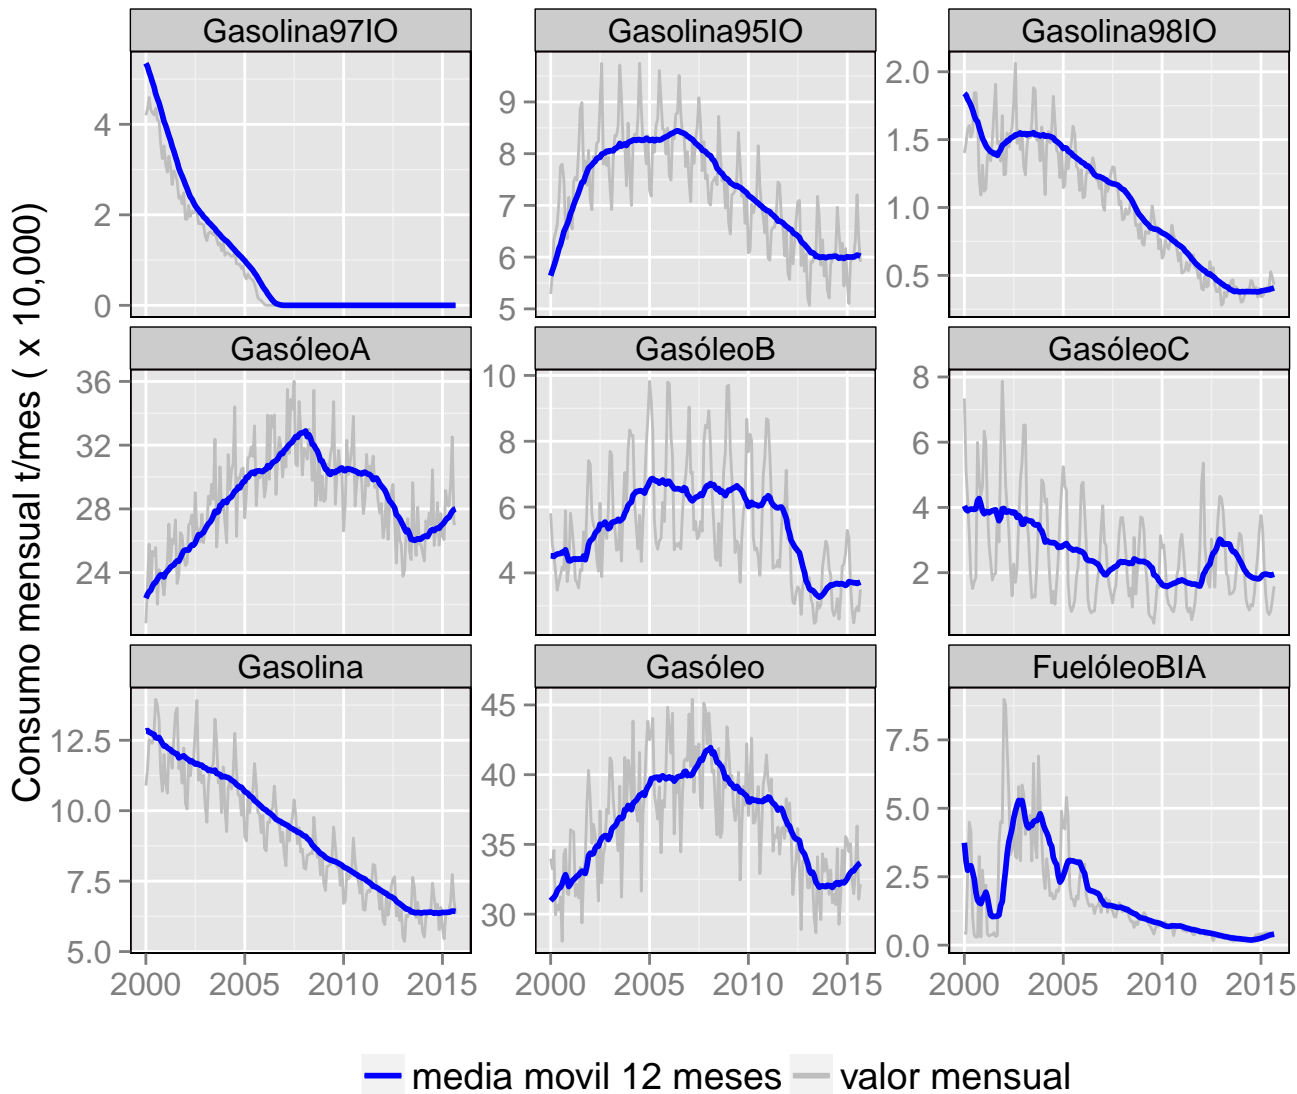 Consumo mensual t/mes ( x 10,000)
Gasolina97IO
4
2
0
Gasolina95IO
9
8
7
6
5
Gasolina98IO
2.0
1.5
1.0
0.5
GasóleoA
36
32
28
24
GasóleoB
10
8
6
4
GasóleoC
8
6
4
2
Gasolina
12.5
10.0
7.5
5.0
2000 2005 2010 2015
Gasóleo
45
40
35
30
2000 2005 2010 2015
FuelóleoBIA
7.5
5.0
2.5
0.0
2000 2005 2010 2015
media movil 12 meses valor mensual